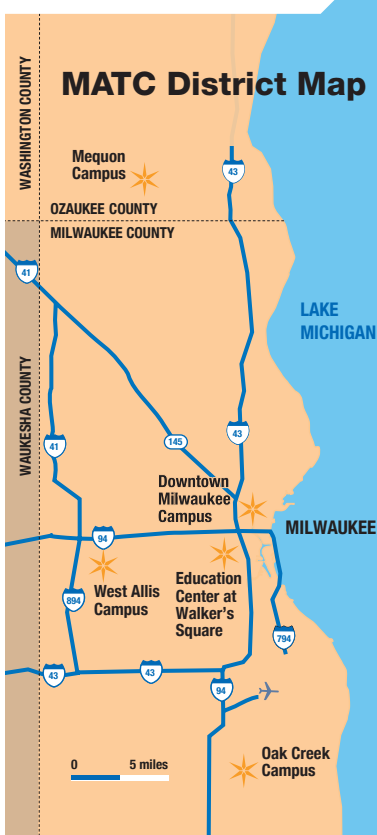 MATC District Map
WASHINGTON COUNTY
Mequon
Campus
43
OZAUKEE COUNTY
MILWAUKEE COUNTY
41
LAKE
MICHIGAN
WAUKESHA COUNTY
41
145
43
Downtown
Milwaukee
Campus
MILWAUKEE
94
West Allis
Campus
Education
Center at
Walker's
Square
894
794
43
43
94
Oak Creek
Campus
0 5 miles